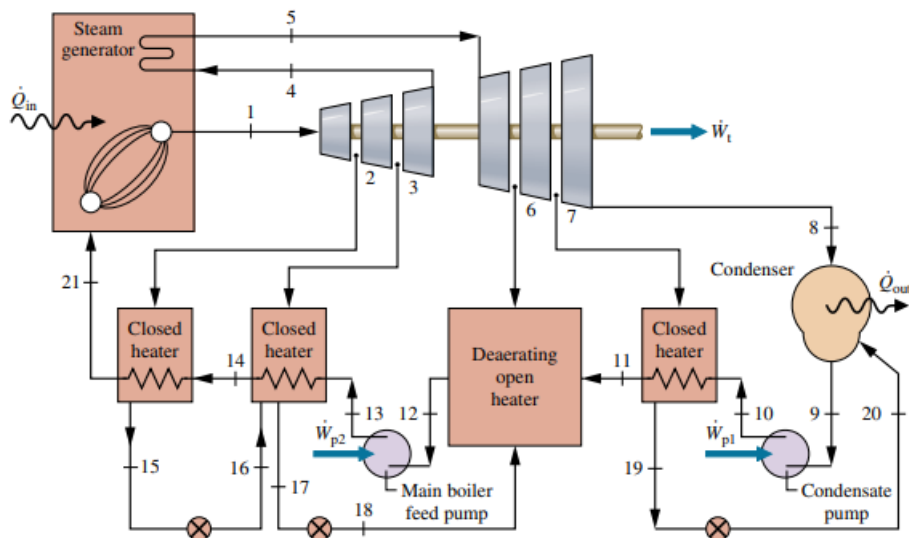 5
Steam
generator
4
Q̇in
1
Ẇt
2
3
6
7
8
21
Condenser
Q̇out
Closed
heater
14
Closed
heater
Deaerating
open
heater
11
Closed
heater
13
12
10
9
20
Ẇp2
Ẇp1
15
16
17
19
Main boiler
feed pump
18
Condensate
pump